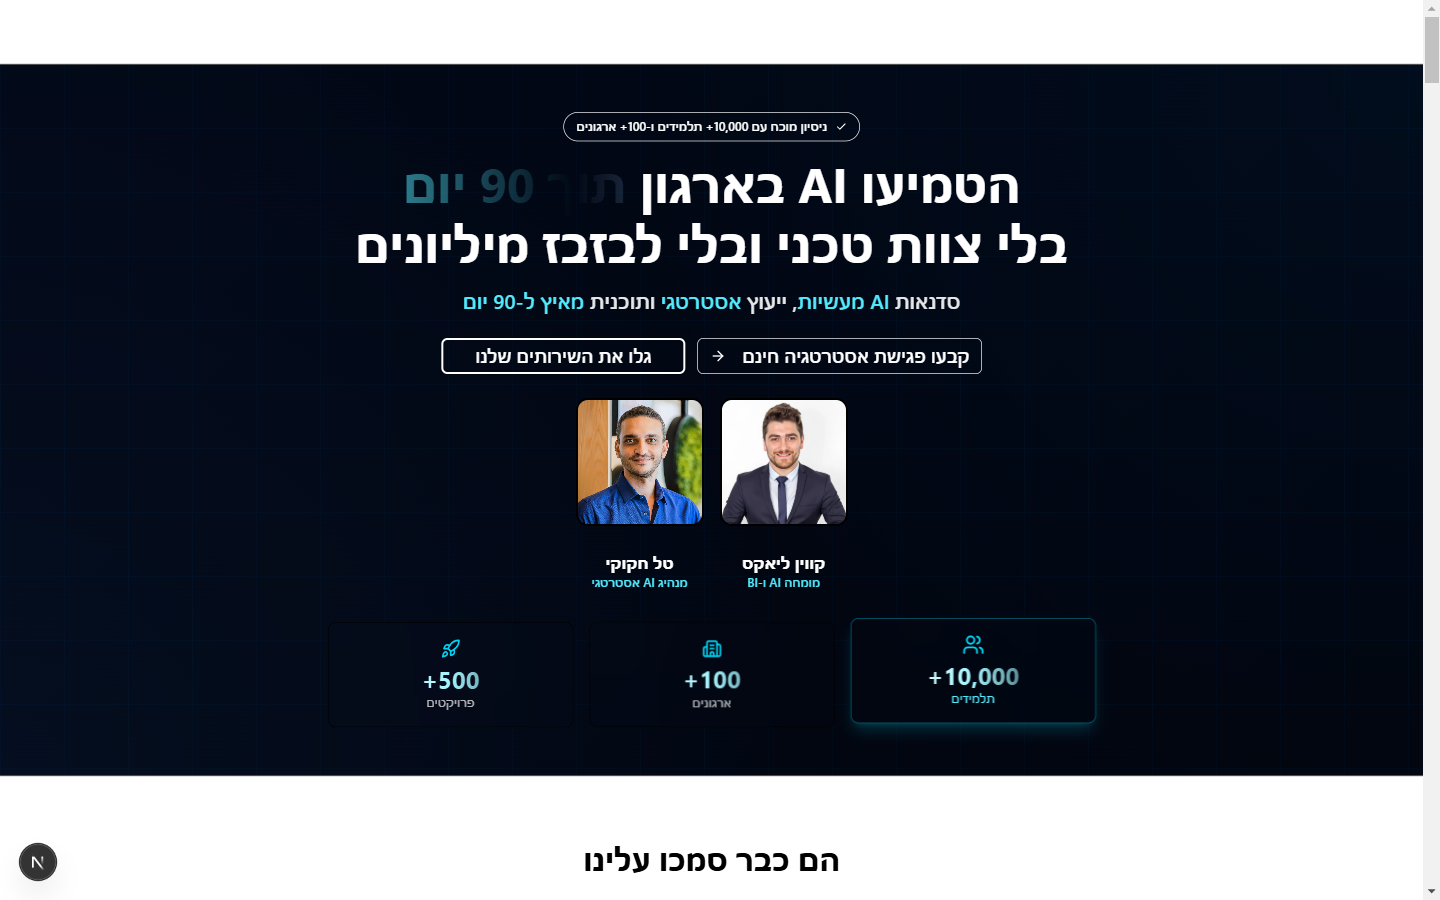 ניסיון מוכח עם 10,000+ תלמידים ו-100+ ארגונים
הטמיעו AI בארגון תוך 90 יום
בלי צוות טכני ובלי לבזבז מיליונים
סדנאות AI מעשיות, ייעוץ אסטרטגי ותוכנית מאיץ ל-90 יום
קבעו פגישת אסטרטגיה חינם
גלו את השירותים שלנו
קווין ליאקס
מומחה AI ו-BI
טל חקוקי
מנהיג AI אסטרטגי
10,000+
תלמידים
100+
ארגונים
500+
פרויקטים
הם כבר סמכו עלינו
N